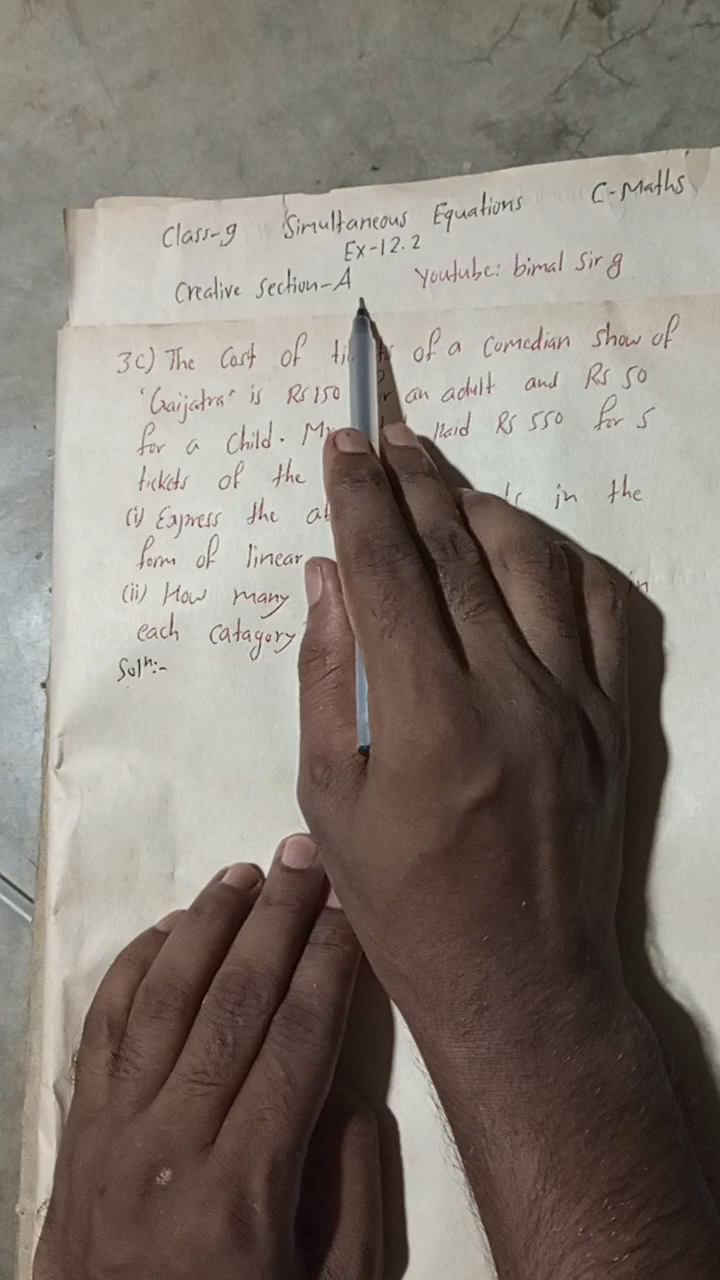 Class-9 Simultaneous Equations C-Maths
Ex-12.2
Creative section-A Youtube: bimal Sir g
3c) The Cost of of a Comedian show of
'Gaijatra' is Rs 150 an adult and Rs 50
for a child. paid Rs 550 for 5
tickets of the
(i) Express the in the
form of linear
(ii) How many in
each catagory
Solⁿ:-